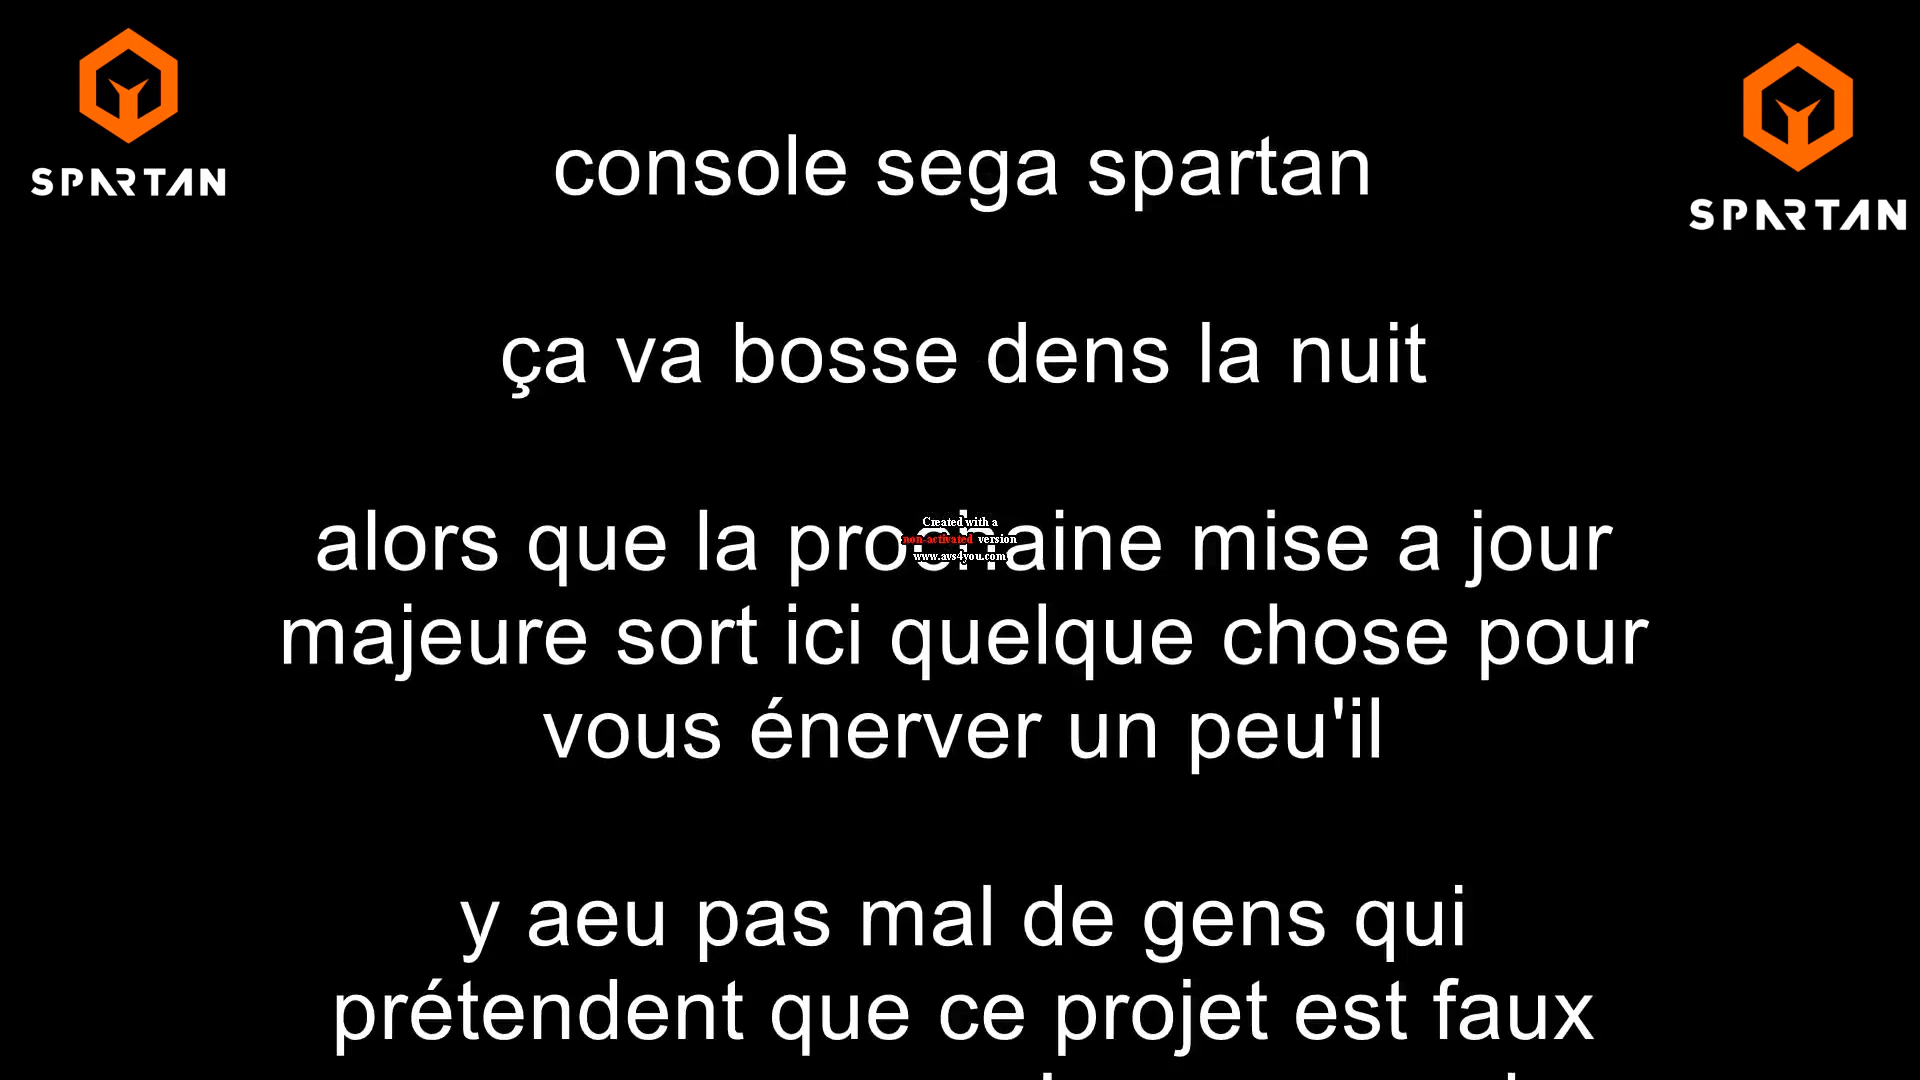 SPARTAN
SPARTAN
console sega spartan
ça va bosse dens la nuit
alors que la prochaine mise a jour
majeure sort ici quelque chose pour
vous énerver un peu'il
Created with a
non-activated version
www.avs4you.com
y aeu pas mal de gens qui
prétendent que ce projet est faux